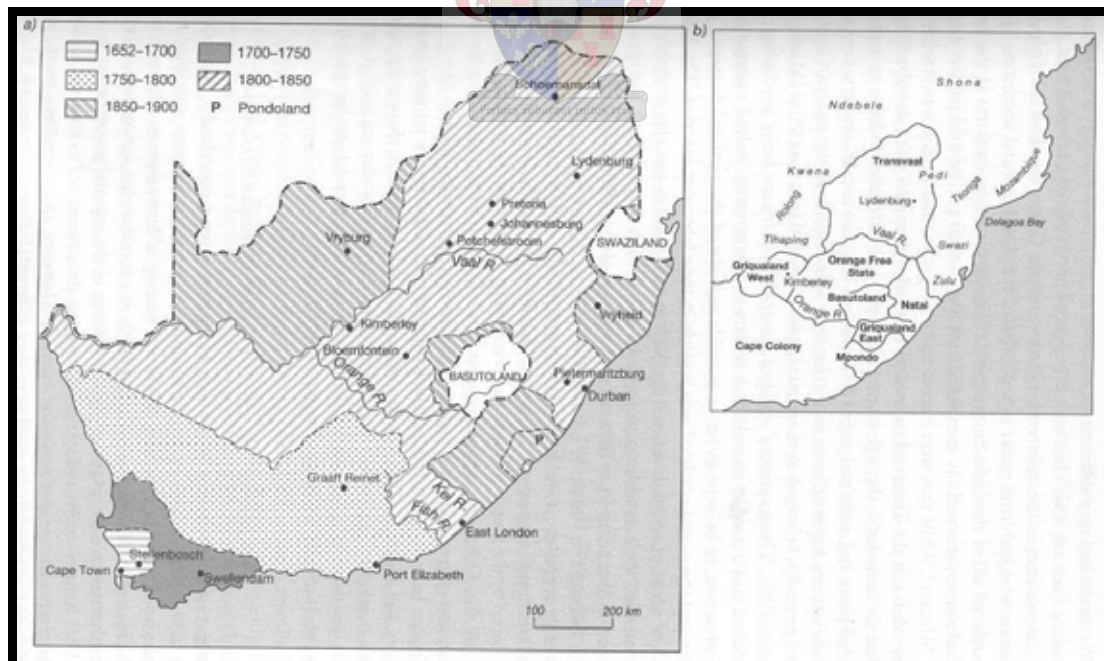 a)
1652–1700
1700–1750
1750–1800
1800–1850
1850–1900
P Pondoland
Schoemansdal
Lydenburg
Pretoria
Johannesburg
Potchefstroom
Vaal R.
Vryburg
SWAZILAND
Vryheid
Kimberley
Bloemfontein
Orange R.
BASUTOLAND
Pietermaritzburg
Durban
P
Graaff Reinet
Kei R.
Fish R.
East London
Stellenbosch
Cape Town
Swellendam
Port Elizabeth
100 200 km
b)
Shona
Ndebele
Transvaal
Kwena
Pedi
Tsonga
Mozambique
Rolong
Lydenburg
Delagoa Bay
Tlhaping
Vaal R.
Swazi
Orange Free
State
Griqualand
West
Kimberley
Zulu
Basutoland
Natal
Orange R.
Griqualand
East
Cape Colony
Mpondo